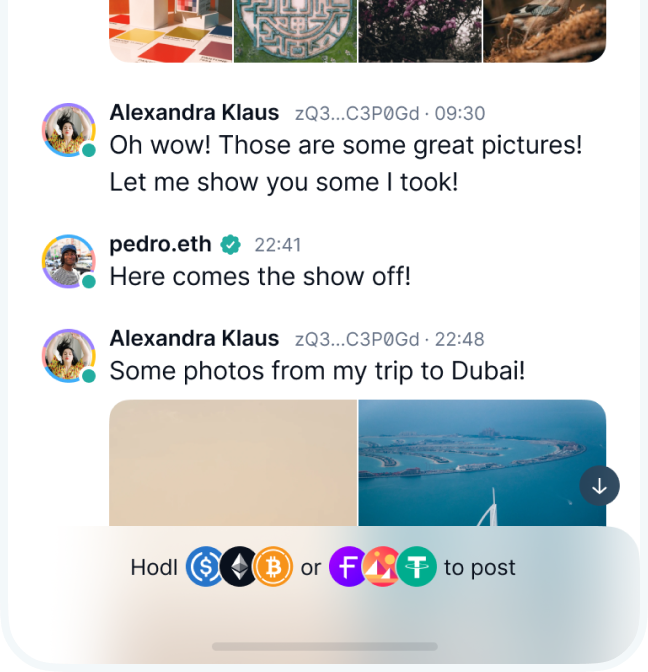 Alexandra Klaus zQ3...C3P0Gd · 09:30
Oh wow! Those are some great pictures!
Let me show you some I took!
pedro.eth 22:41
Here comes the show off!
Alexandra Klaus zQ3...C3P0Gd · 22:48
Some photos from my trip to Dubai!
Hodl or to post